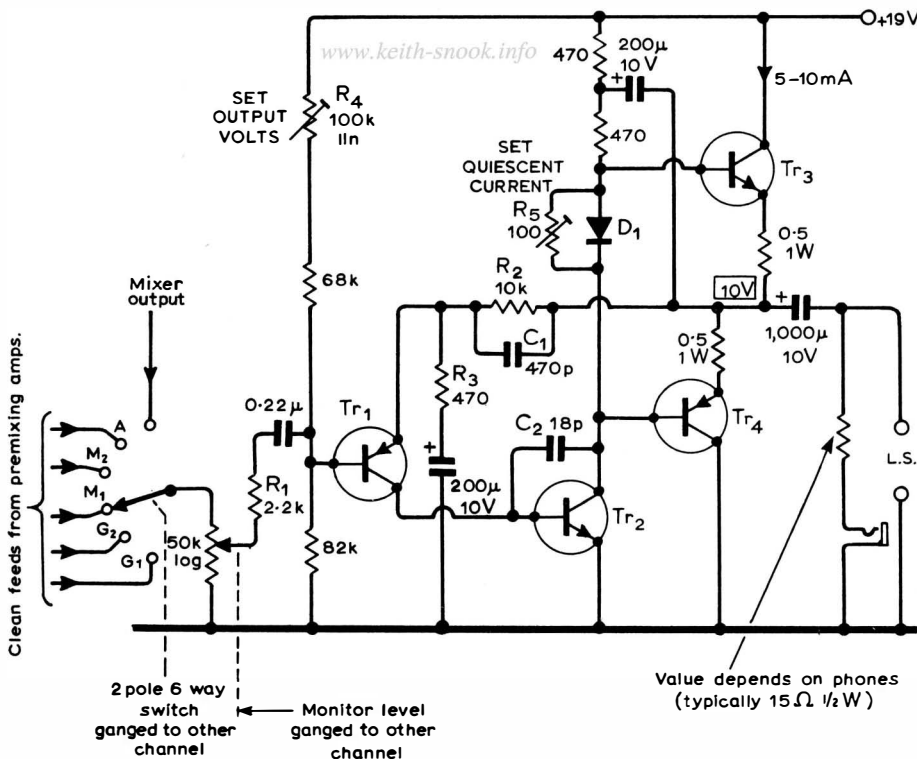 www.keith-snook.info
+19V
470
200µ
10V
5-10mA
SET
OUTPUT
VOLTS
R4
100k
lin
470
SET
QUIESCENT
CURRENT
Tr3
R5
100
D1
0·5
1W
Mixer
output
68k
R2
10k
10V
C1
470p
1,000µ
10V
0·5
1W
R3
470
0·22µ
Tr1
C2 18p
Tr4
L.S.
A
M2
M1
G2
G1
Clean feeds from premixing amps.
R1
2·2k
200µ
10V
Tr2
50k
log
82k
2 pole 6 way
switch
ganged to other
channel
Monitor level
ganged to other
channel
Value depends on phones
(typically 15Ω 1/2W)